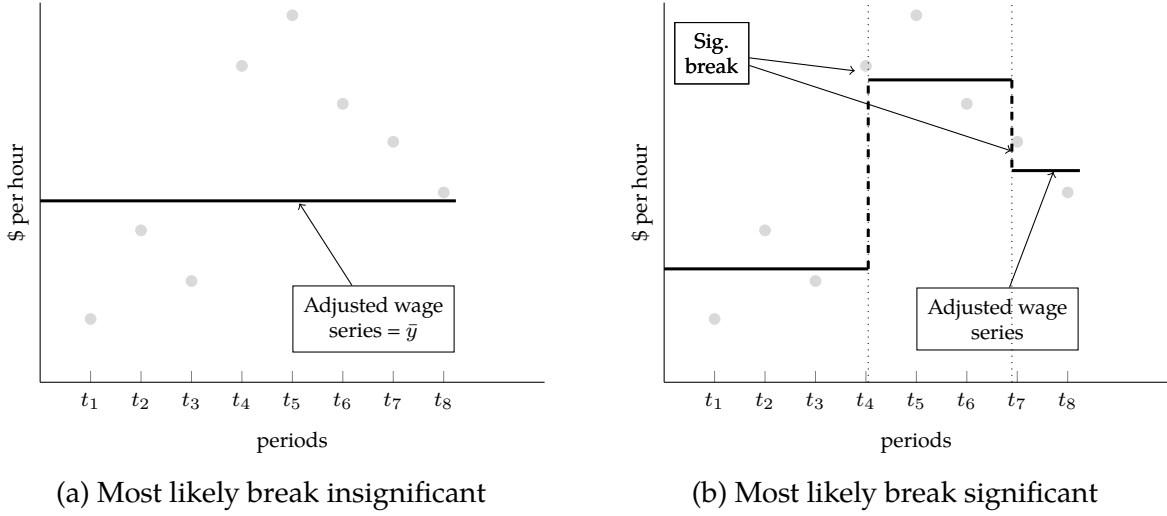 $ per hour
Adjusted wage
series = ȳ
t1 t2 t3 t4 t5 t6 t7 t8
periods
(a) Most likely break insignificant
$ per hour
Sig.
break
Adjusted wage
series
t1 t2 t3 t4 t5 t6 t7 t8
periods
(b) Most likely break significant